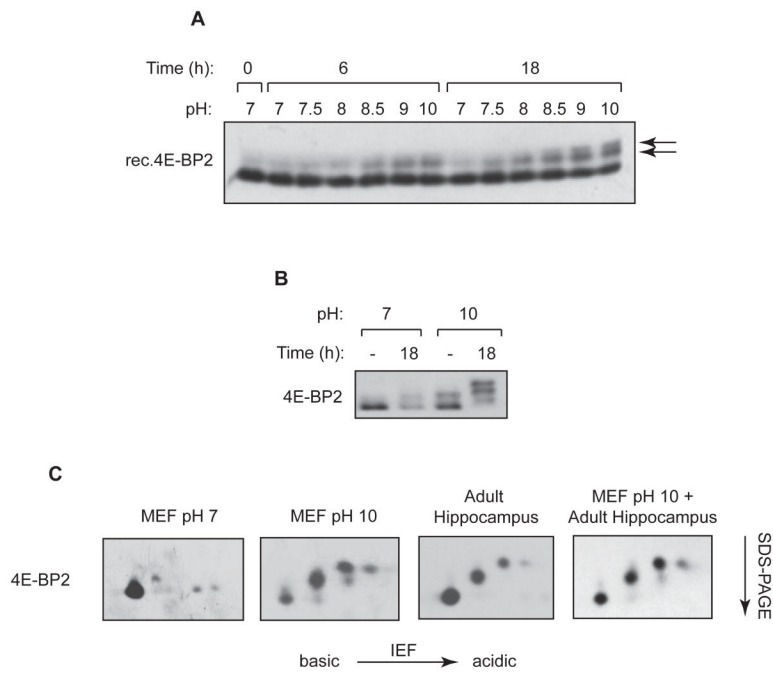 A
Time (h): 0 6 18
pH: 7 7 7.5 8 8.5 9 10 7 7.5 8 8.5 9 10
rec.4E-BP2
B
pH: 7 10
Time (h): - 18 - 18
4E-BP2
C
MEF pH 7 MEF pH 10 Adult Hippocampus MEF pH 10 + Adult Hippocampus
4E-BP2
SDS-PAGE
IEF
basic acidic